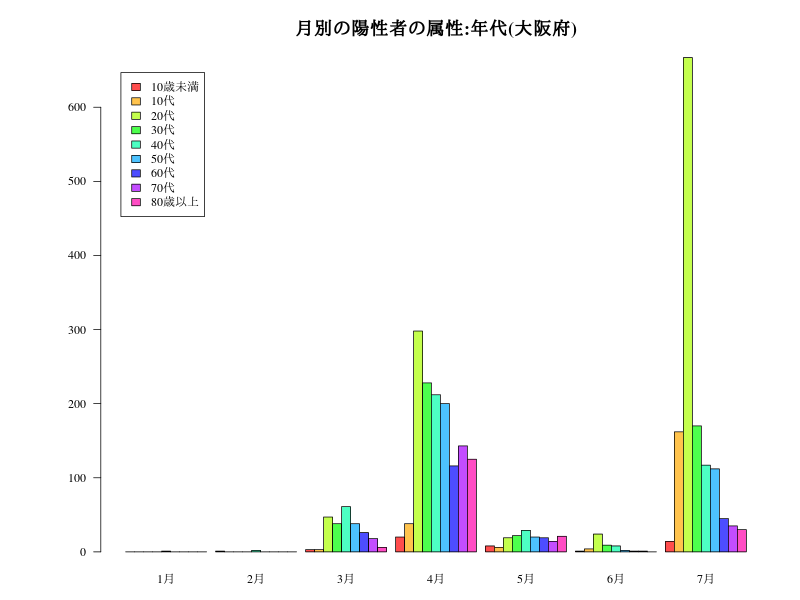 月別の陽性者の属性:年代(大阪府)
10歳未満
10代
20代
30代
40代
50代
60代
70代
80歳以上
600
500
400
300
200
100
0
1月 2月 3月 4月 5月 6月 7月